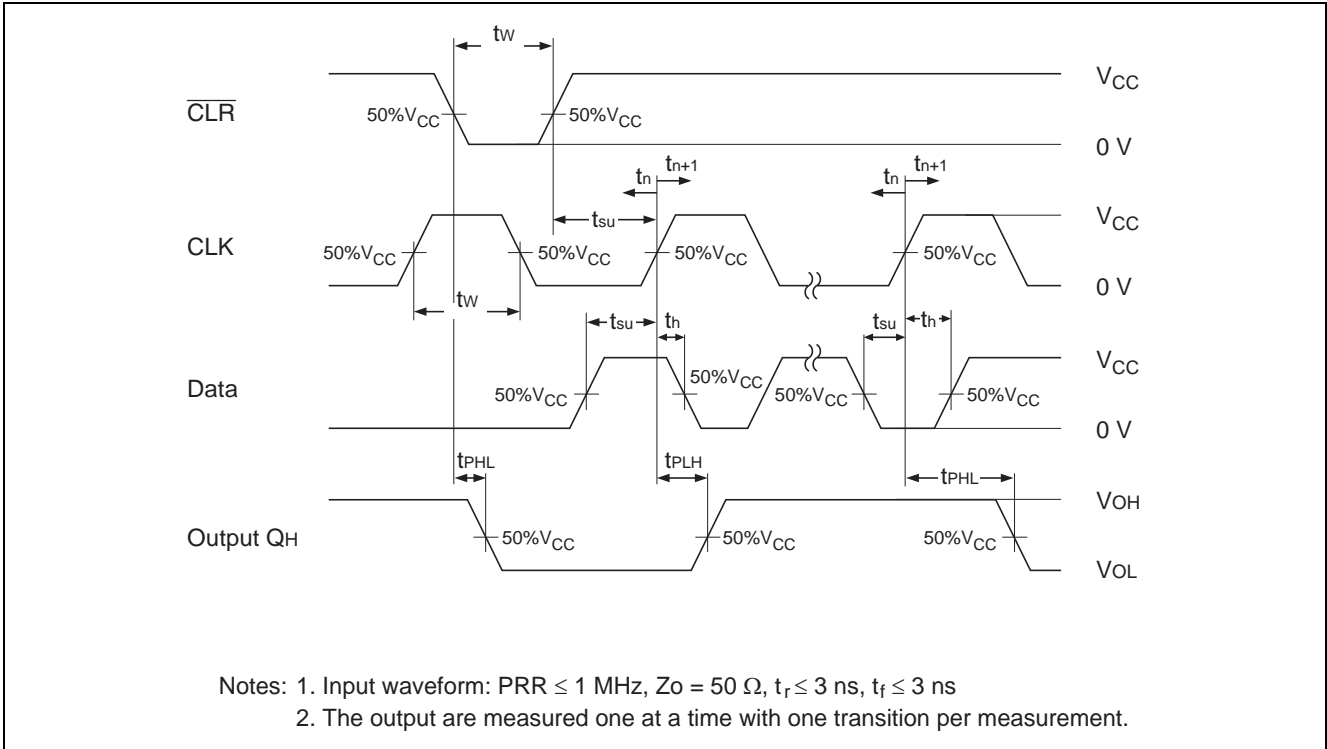 tw
CLR
50%VCC
50%VCC
VCC
0 V
tn
tn+1
tn
tn+1
tsu
CLK
50%VCC
50%VCC
50%VCC
50%VCC
VCC
0 V
tw
tsu
th
tsu
th
Data
50%VCC
50%VCC
50%VCC
50%VCC
VCC
0 V
tPHL
tPLH
tPHL
Output QH
50%VCC
50%VCC
50%VCC
VOH
VOL
Notes: 1. Input waveform: PRR ≤ 1 MHz, Zo = 50 Ω, tr ≤ 3 ns, tf ≤ 3 ns
2. The output are measured one at a time with one transition per measurement.